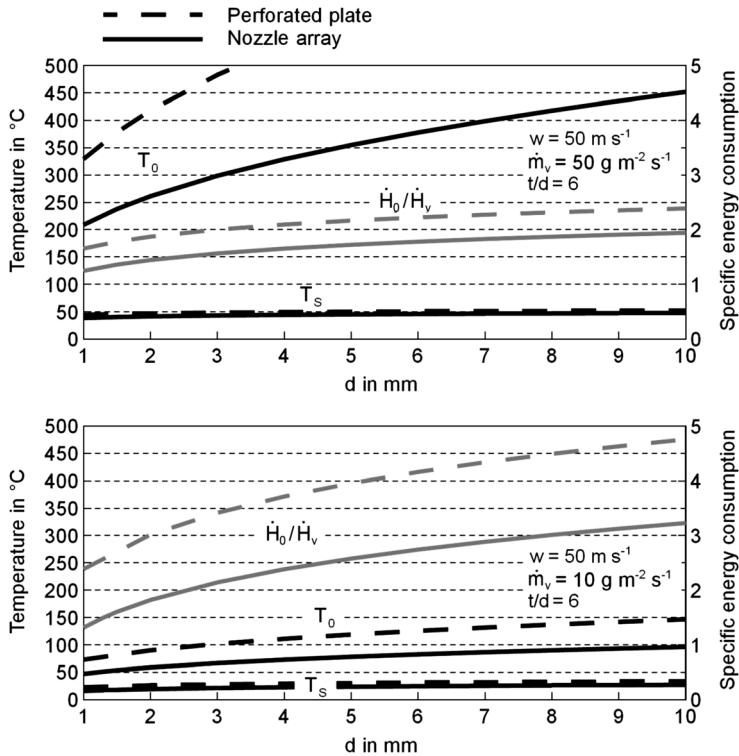 Perforated plate
Nozzle array
500
450
400
350
300
250
200
150
100
50
0
Temperature in °C
5
4
3
2
1
0
Specific energy consumption
T₀
w = 50 m s⁻¹
ṁᵥ = 50 g m⁻² s⁻¹
t/d = 6
Ḣ₀/Ḣᵥ
Tₛ
1 2 3 4 5 6 7 8 9 10
d in mm
500
450
400
350
300
250
200
150
100
50
0
Temperature in °C
5
4
3
2
1
0
Specific energy consumption
Ḣ₀/Ḣᵥ
w = 50 m s⁻¹
ṁᵥ = 10 g m⁻² s⁻¹
t/d = 6
T₀
Tₛ
1 2 3 4 5 6 7 8 9 10
d in mm